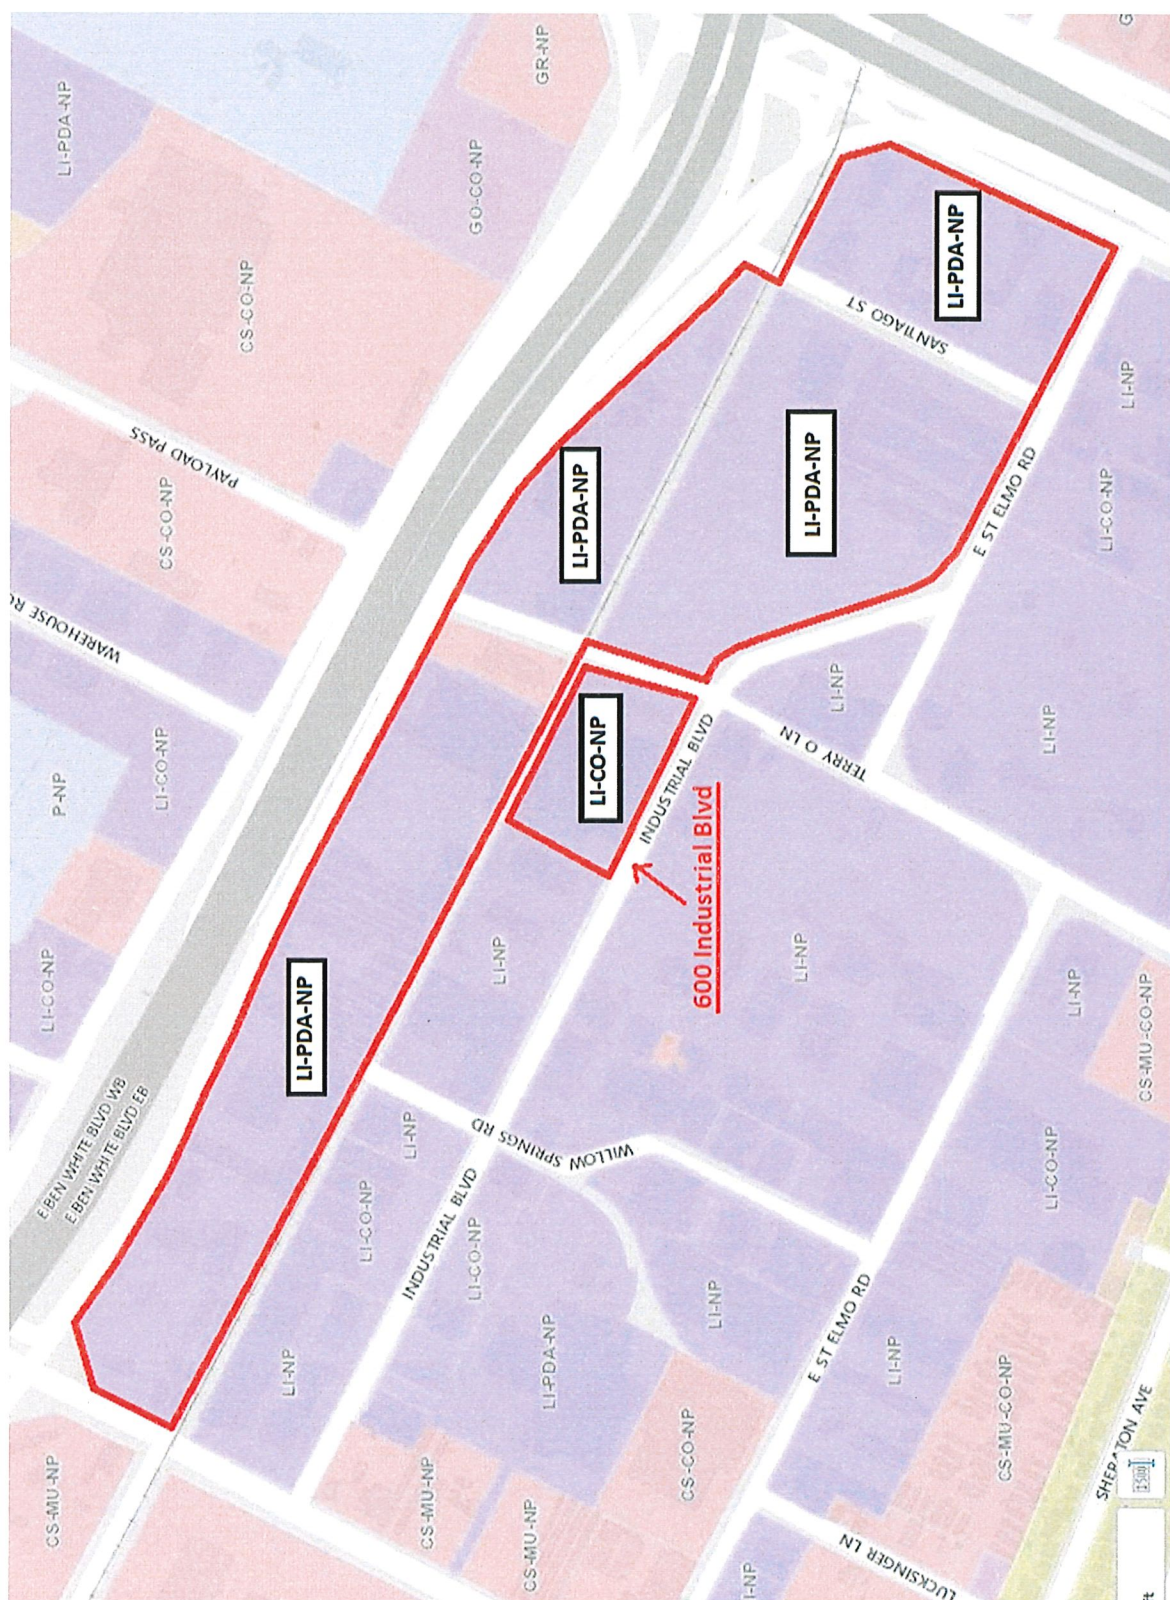 CS-MU-NP
E BEN WHITE BLVD WB
E BEN WHITE BLVD EB
LI-CO-NP
P-NP
WAREHOUSE
LI-PDA-NP
LI-CO-NP
CS-CO-NP
PAYLOAD PASS
CS-CO-NP
LI-NP
LI-PDA-NP
LI-CO-NP
LI-NP
CS-MU-NP
INDUSTRIAL BLVD
LI-CO-NP
WILLOW SPRINGS RD
LI-NP
GO-CO-NP
GR-NP
CS-MU-NP
LI-PDA-NP
LI-CO-NP
LI-PDA-NP
CS-CO-NP
LI-NP
600 Industrial Blvd
INDUSTRIAL BLVD
I-NP
LI-NP
TERRY O LN
LI-NP
LI-PDA-NP
E ST ELMO RD
LI-NP
SANTIAGO ST
LI-PDA-NP
LUCKSINGER LN
CS-MU-CO-NP
LI-CO-NP
LI-NP
LI-NP
E ST ELMO RD
LI-CO-NP
LI-NP
SHERATON AVE
CS-MU-CO-NP
G